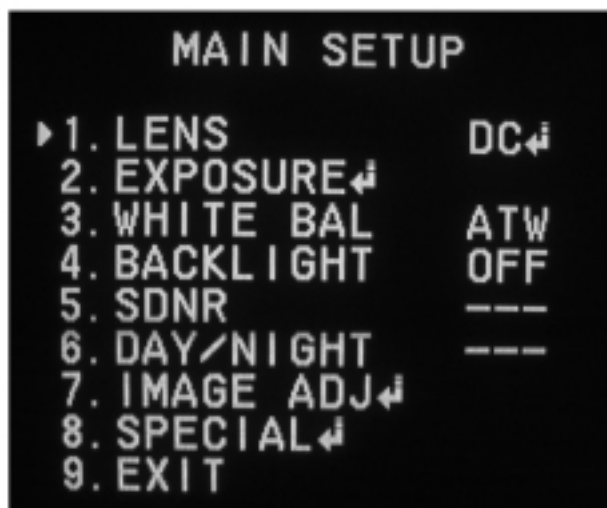 MAIN SETUP
▶1. LENS DC↵
2. EXPOSURE↵
3. WHITE BAL ATW
4. BACKLIGHT OFF
5. SDNR ---
6. DAY/NIGHT ---
7. IMAGE ADJ↵
8. SPECIAL↵
9. EXIT